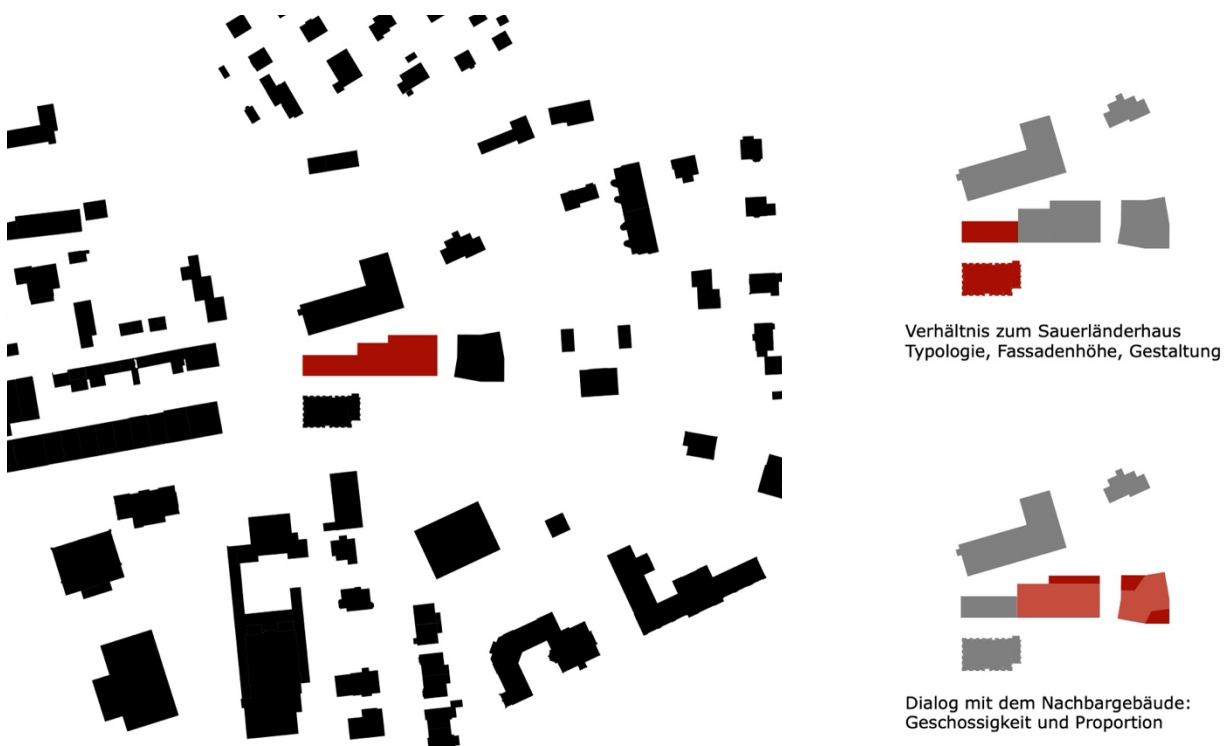 Verhältnis zum Sauerländerhaus
Typologie, Fassadenhöhe, Gestaltung
Dialog mit dem Nachbargebäude:
Geschossigkeit und Proportion